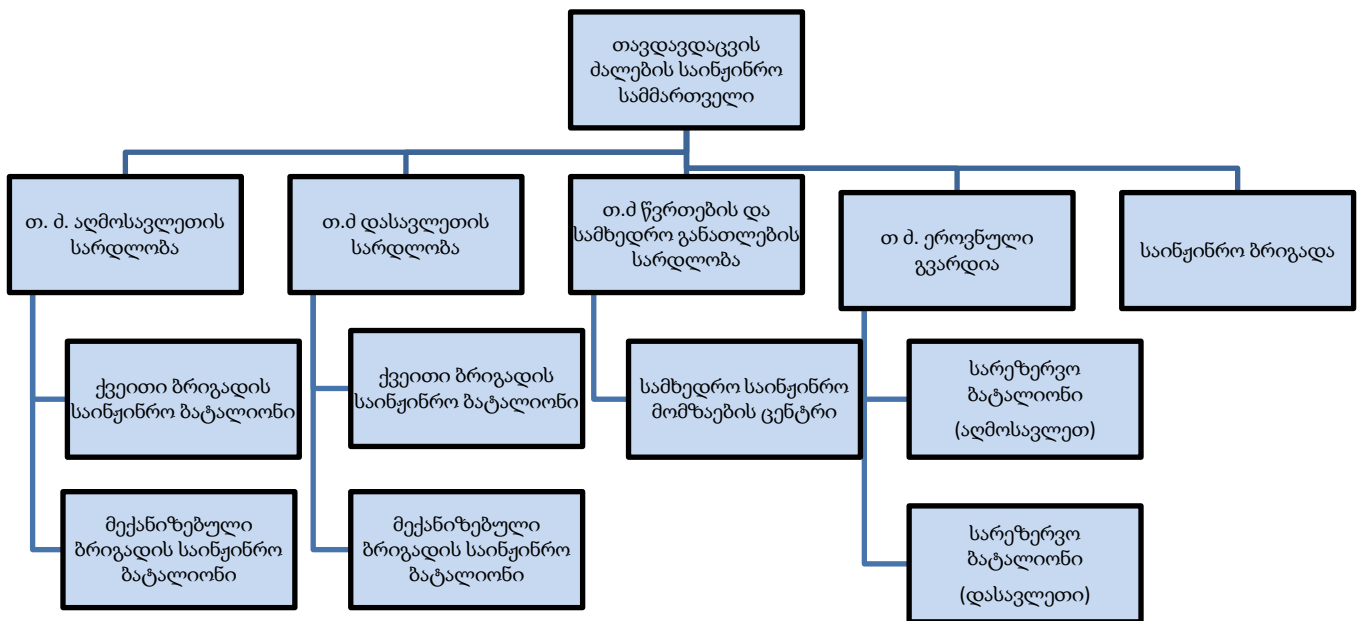 თავდავდაცვის
ძალების საინჟინრო
სამმართველი
თ. ძ. აღმოსავლეთის
სარდლობა
თ.ძ დასავლეთის
სარდლობა
თ.ძ წვრთების და
სამხედრო განათლების
სარდლობა
თ ძ. ეროვნული
გვარდია
საინჟინრო ბრიგადა
ქვეითი ბრიგადის
საინჟინრო ბატალიონი
ქვეითი ბრიგადის
საინჟინრო ბატალიონი
სამხედრო საინჟინრო
მომზაების ცენტრი
სარეზერვო
ბატალიონი
(აღმოსავლეთ)
მექანიზებული
ბრიგადის საინჟინრო
ბატალიონი
მექანიზებული
ბრიგადის საინჟინრო
ბატალიონი
სარეზერვო
ბატალიონი
(დასავლეთი)